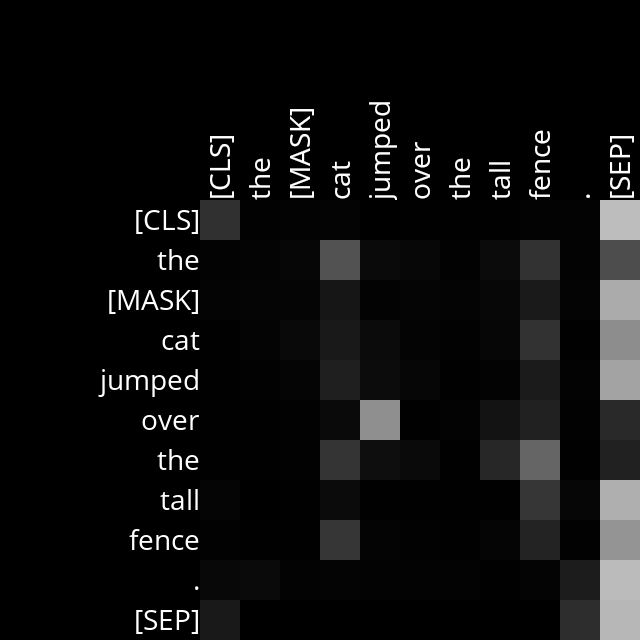 [CLS] the [MASK] cat jumped over the tall fence . [SEP]
[CLS]
the
[MASK]
cat
jumped
over
the
tall
fence
.
[SEP]